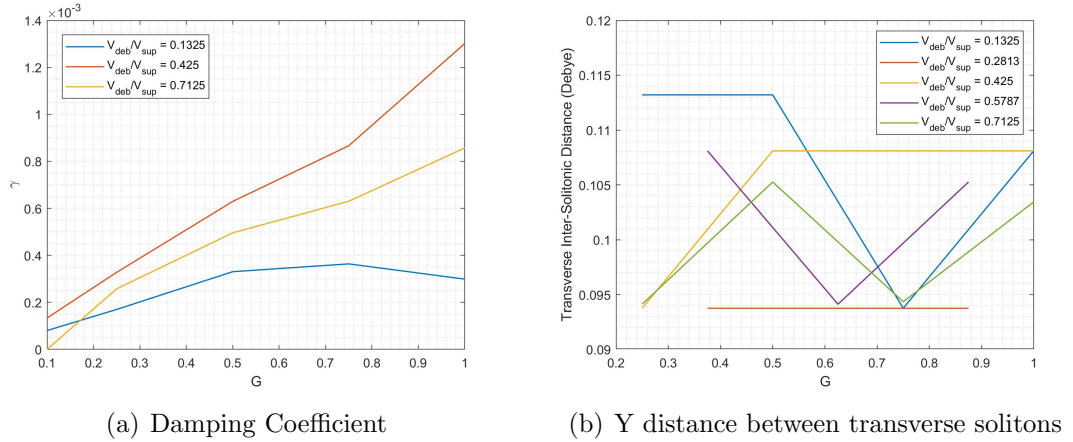 ×10^-3
1.4
1.2
1
0.8
0.6
0.4
0.2
0
γ
0.1 0.2 0.3 0.4 0.5 0.6 0.7 0.8 0.9 1
G
V_deb/V_sup = 0.1325
V_deb/V_sup = 0.425
V_deb/V_sup = 0.7125
(a) Damping Coefficient
0.12
0.115
0.11
0.105
0.1
0.095
0.09
Transverse Inter-Solitonic Distance (Debye)
0.2 0.3 0.4 0.5 0.6 0.7 0.8 0.9 1
G
V_deb/V_sup = 0.1325
V_deb/V_sup = 0.2813
V_deb/V_sup = 0.425
V_deb/V_sup = 0.5787
V_deb/V_sup = 0.7125
(b) Y distance between transverse solitons